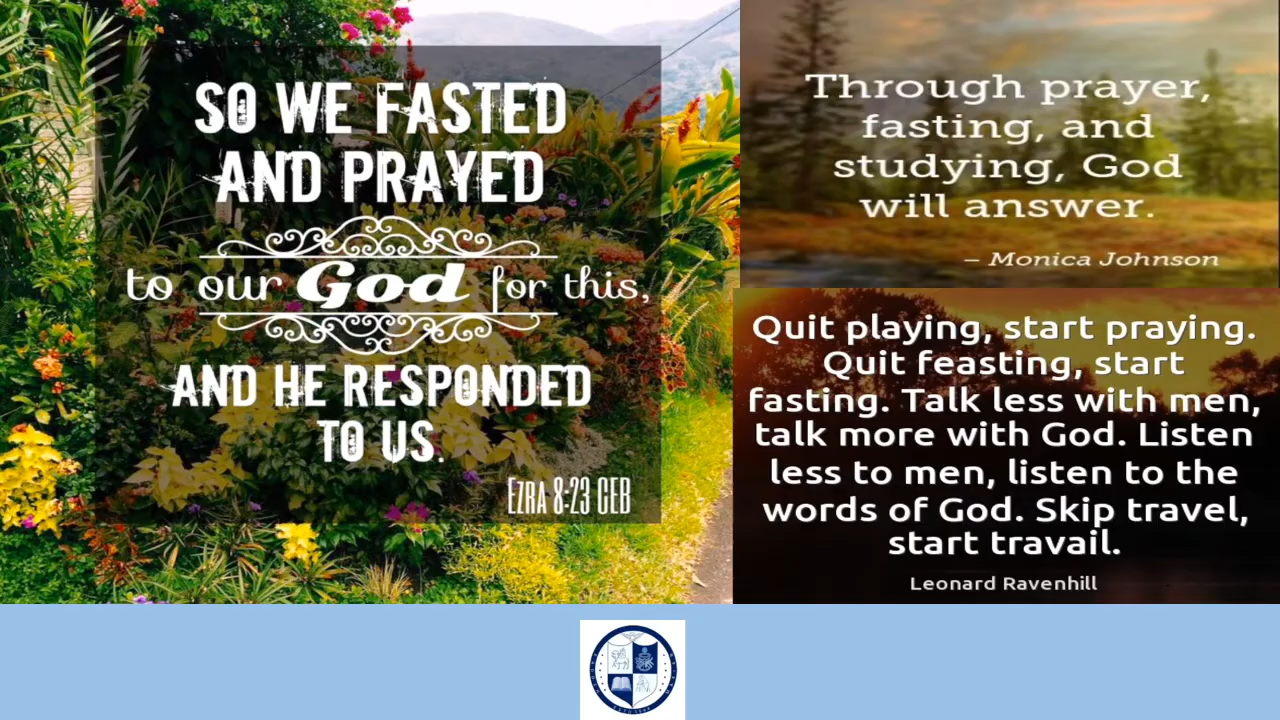 SO WE FASTED
AND PRAYED
to our God for this,
AND HE RESPONDED
TO US.
EZRA 8:23 CEB
Through prayer,
fasting, and
studying, God
will answer.
– Monica Johnson
Quit playing, start praying.
Quit feasting, start
fasting. Talk less with men,
talk more with God. Listen
less to men, listen to the
words of God. Skip travel,
start travail.
Leonard Ravenhill